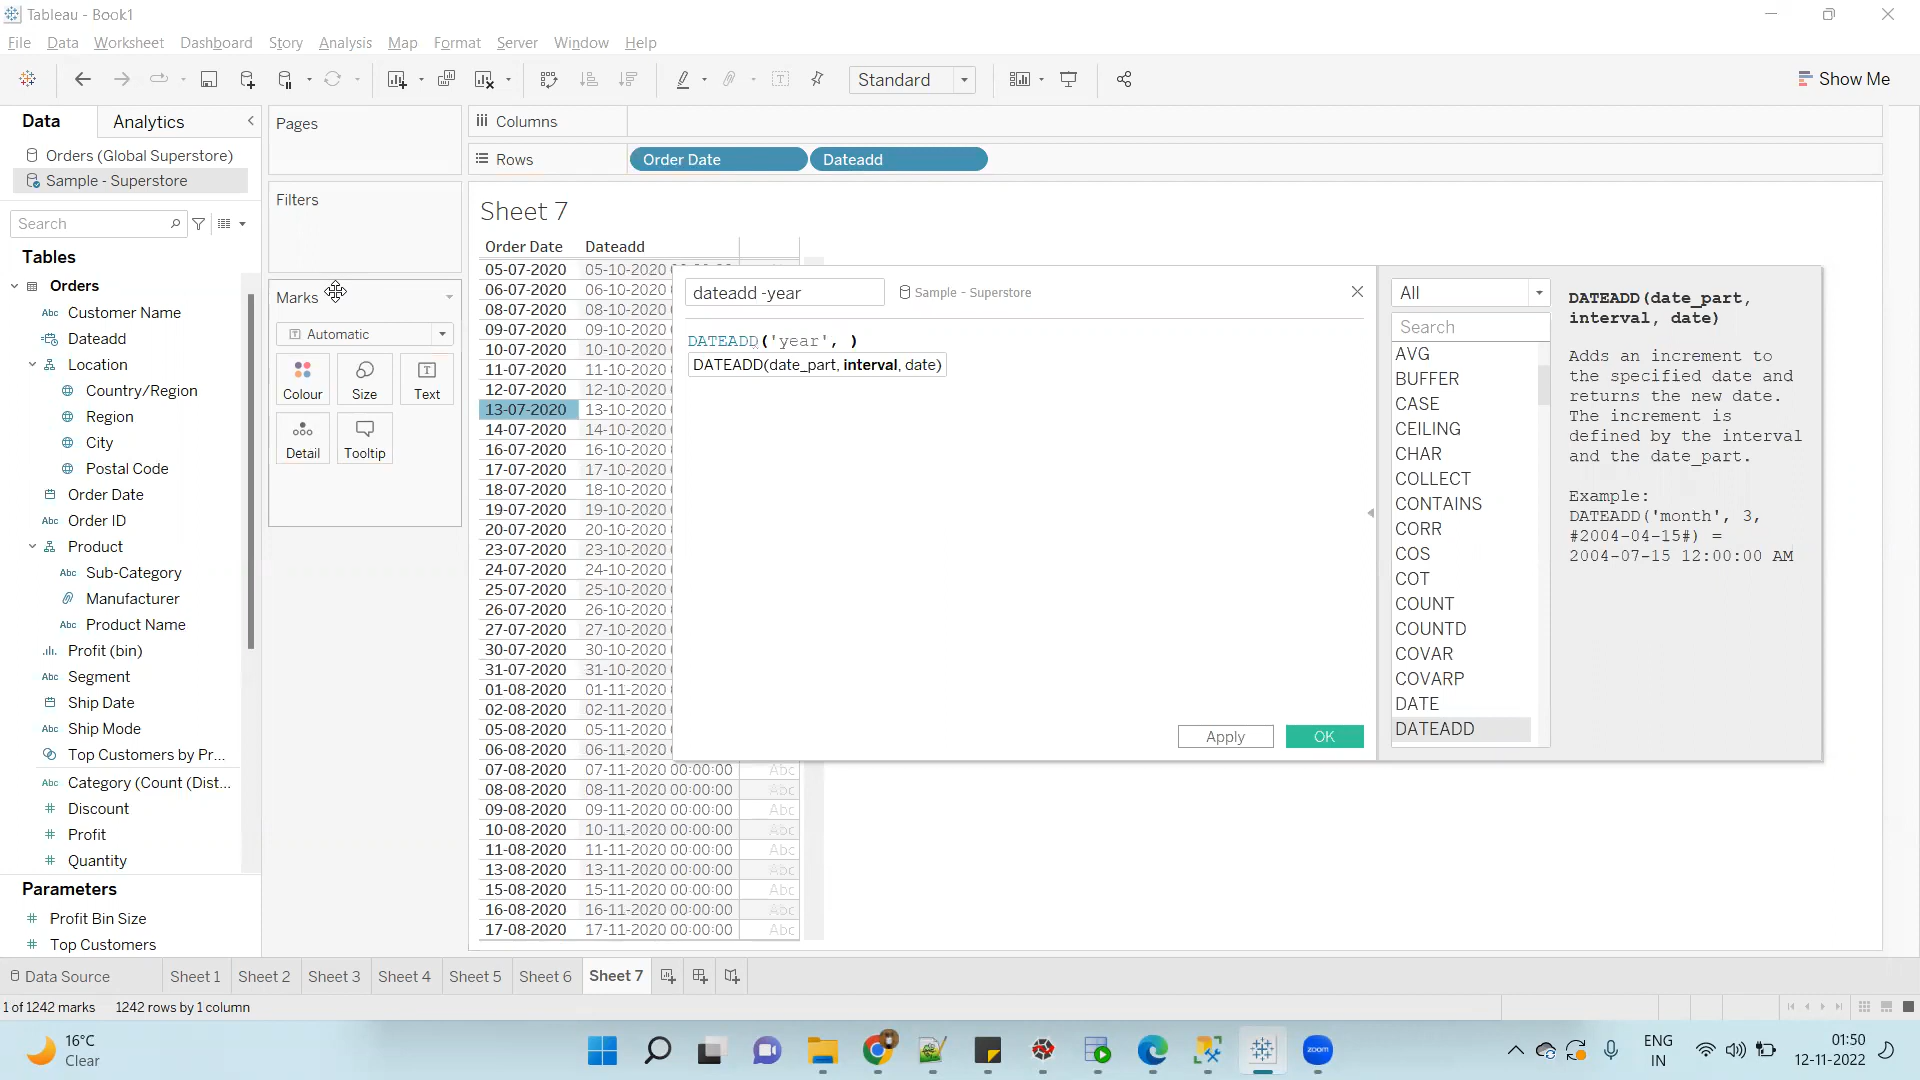 Tableau - Book1
File Data Worksheet Dashboard Story Analysis Map Format Server Window Help
Standard
Show Me
Data Analytics
Orders (Global Superstore)
Sample - Superstore
Search
Tables
Orders
Abc Customer Name
Dateadd
Location
Country/Region
Region
City
Postal Code
Order Date
Abc Order ID
Product
Abc Sub-Category
Manufacturer
Abc Product Name
Profit (bin)
Abc Segment
Ship Date
Abc Ship Mode
Top Customers by Pr...
Abc Category (Count (Dist...
# Discount
# Profit
# Quantity
Parameters
# Profit Bin Size
# Top Customers
Pages
Filters
Marks
Automatic
Colour Size Text
Detail Tooltip
Columns
Rows Order Date Dateadd
Sheet 7
Order Date Dateadd
05-07-2020 05-10-2020
06-07-2020 06-10-2020
08-07-2020 08-10-2020
09-07-2020 09-10-2020
10-07-2020 10-10-2020
11-07-2020 11-10-2020
12-07-2020 12-10-2020
13-07-2020 13-10-2020
14-07-2020 14-10-2020
16-07-2020 16-10-2020
17-07-2020 17-10-2020
18-07-2020 18-10-2020
19-07-2020 19-10-2020
20-07-2020 20-10-2020
23-07-2020 23-10-2020
24-07-2020 24-10-2020
25-07-2020 25-10-2020
26-07-2020 26-10-2020
27-07-2020 27-10-2020
30-07-2020 30-10-2020
31-07-2020 31-10-2020
01-08-2020 01-11-2020
02-08-2020 02-11-2020
05-08-2020 05-11-2020
06-08-2020 06-11-2020
07-08-2020 07-11-2020 00:00:00 Abc
08-08-2020 08-11-2020 00:00:00 Abc
09-08-2020 09-11-2020 00:00:00 Abc
10-08-2020 10-11-2020 00:00:00 Abc
11-08-2020 11-11-2020 00:00:00 Abc
13-08-2020 13-11-2020 00:00:00 Abc
15-08-2020 15-11-2020 00:00:00 Abc
16-08-2020 16-11-2020 00:00:00 Abc
17-08-2020 17-11-2020 00:00:00 Abc
dateadd -year Sample - Superstore
DATEADD('year', )
DATEADD(date_part, interval, date)
Apply OK
All
Search
AVG
BUFFER
CASE
CEILING
CHAR
COLLECT
CONTAINS
CORR
COS
COT
COUNT
COUNTD
COVAR
COVARP
DATE
DATEADD
DATEADD(date_part,
interval, date)
Adds an increment to
the specified date and
returns the new date.
The increment is
defined by the interval
and the date_part.
Example:
DATEADD('month', 3,
#2004-04-15#) =
2004-07-15 12:00:00 AM
Data Source Sheet 1 Sheet 2 Sheet 3 Sheet 4 Sheet 5 Sheet 6 Sheet 7
1 of 1242 marks 1242 rows by 1 column
16°C
Clear
zoom
ENG
IN
01:50
12-11-2022